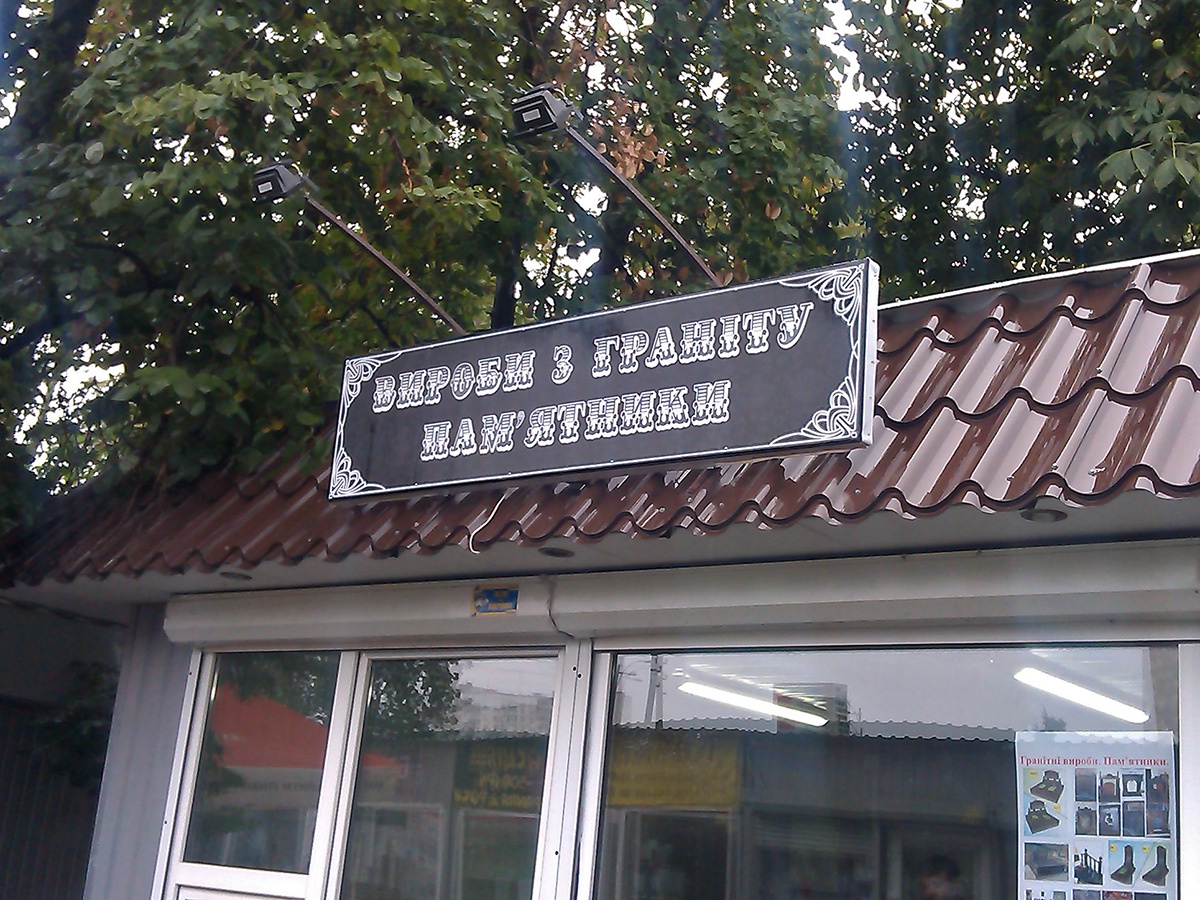 ВИРОБИ З ГРАНІТУ
ПАМ'ЯТНИКИ
Гранітні вироби. Пам'ятники.